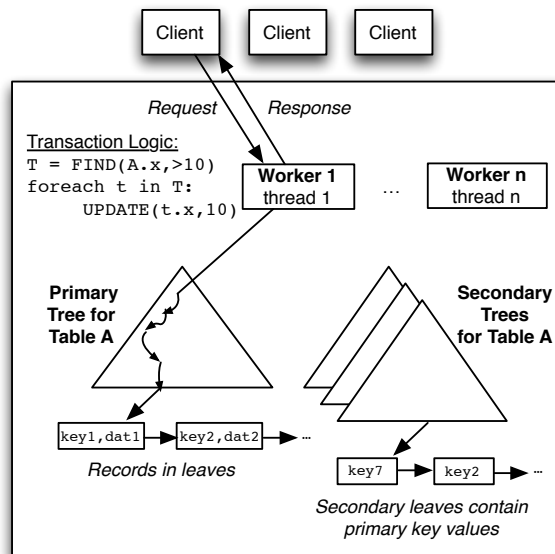 Client
Client
Client
Request
Response
Transaction Logic:
T = FIND(A.x,>10)
foreach t in T:
UPDATE(t.x,10)
Worker 1
thread 1
...
Worker n
thread n
Primary
Tree for
Table A
Secondary
Trees
for Table A
key1,dat1
key2,dat2
...
Records in leaves
key7
key2
...
Secondary leaves contain
primary key values